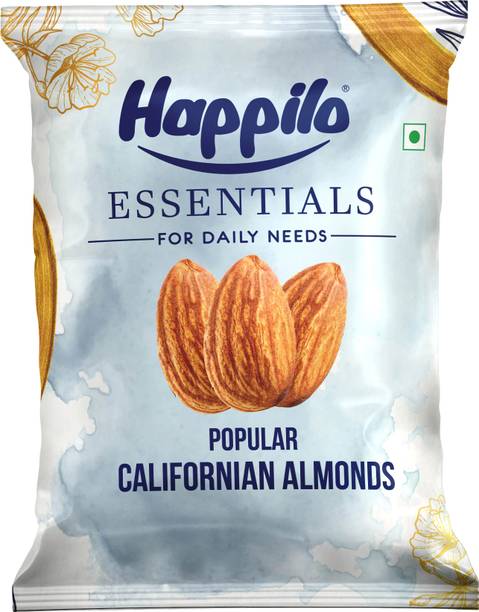 Happilo®
ESSENTIALS
FOR DAILY NEEDS
POPULAR
CALIFORNIAN ALMONDS